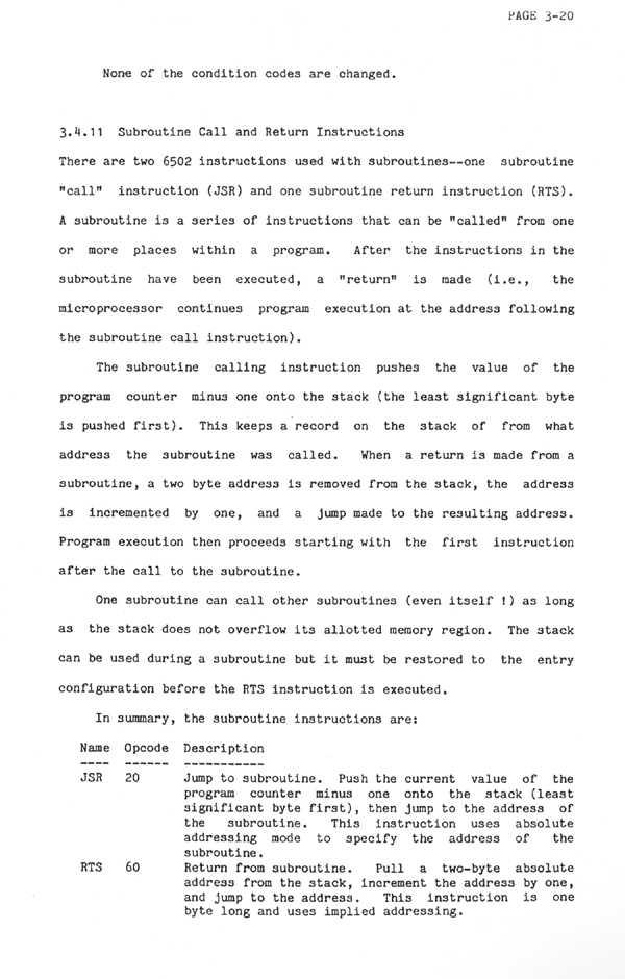 PAGE 3-20
None of the condition codes are changed.
3.4.11 Subroutine Call and Return Instructions
There are two 6502 instructions used with subroutines--one subroutine
"call" instruction (JSR) and one subroutine return instruction (RTS).
A subroutine is a series of instructions that can be "called" from one
or more places within a program. After the instructions in the
subroutine have been executed, a "return" is made (i.e., the
microprocessor continues program execution at the address following
the subroutine call instruction).
The subroutine calling instruction pushes the value of the
program counter minus one onto the stack (the least significant byte
is pushed first). This keeps a record on the stack of from what
address the subroutine was called. When a return is made from a
subroutine, a two byte address is removed from the stack, the address
is incremented by one, and a jump made to the resulting address.
Program execution then proceeds starting with the first instruction
after the call to the subroutine.
One subroutine can call other subroutines (even itself !) as long
as the stack does not overflow its allotted memory region. The stack
can be used during a subroutine but it must be restored to the entry
configuration before the RTS instruction is executed.
In summary, the subroutine instructions are:
Name Opcode Description
---- ------ -----------
JSR 20 Jump to subroutine. Push the current value of the
program counter minus one onto the stack (least
significant byte first), then jump to the address of
the subroutine. This instruction uses absolute
addressing mode to specify the address of the
subroutine.
RTS 60 Return from subroutine. Pull a two-byte absolute
address from the stack, increment the address by one,
and jump to the address. This instruction is one
byte long and uses implied addressing.